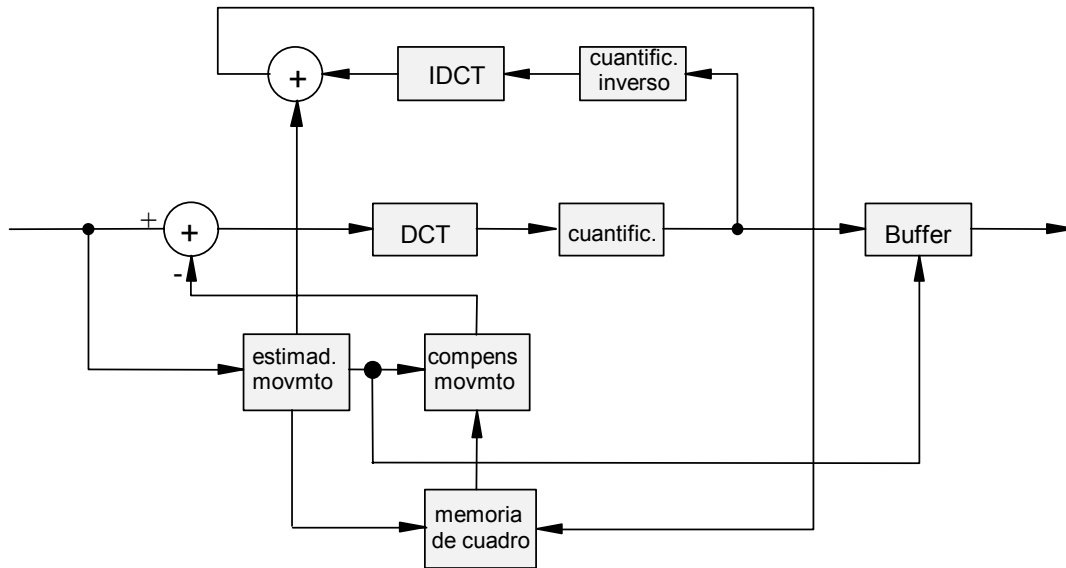 +
IDCT
cuantific.
inverso
+
+
DCT
cuantific.
Buffer
-
estimad.
movmto
compens
movmto
memoria
de cuadro